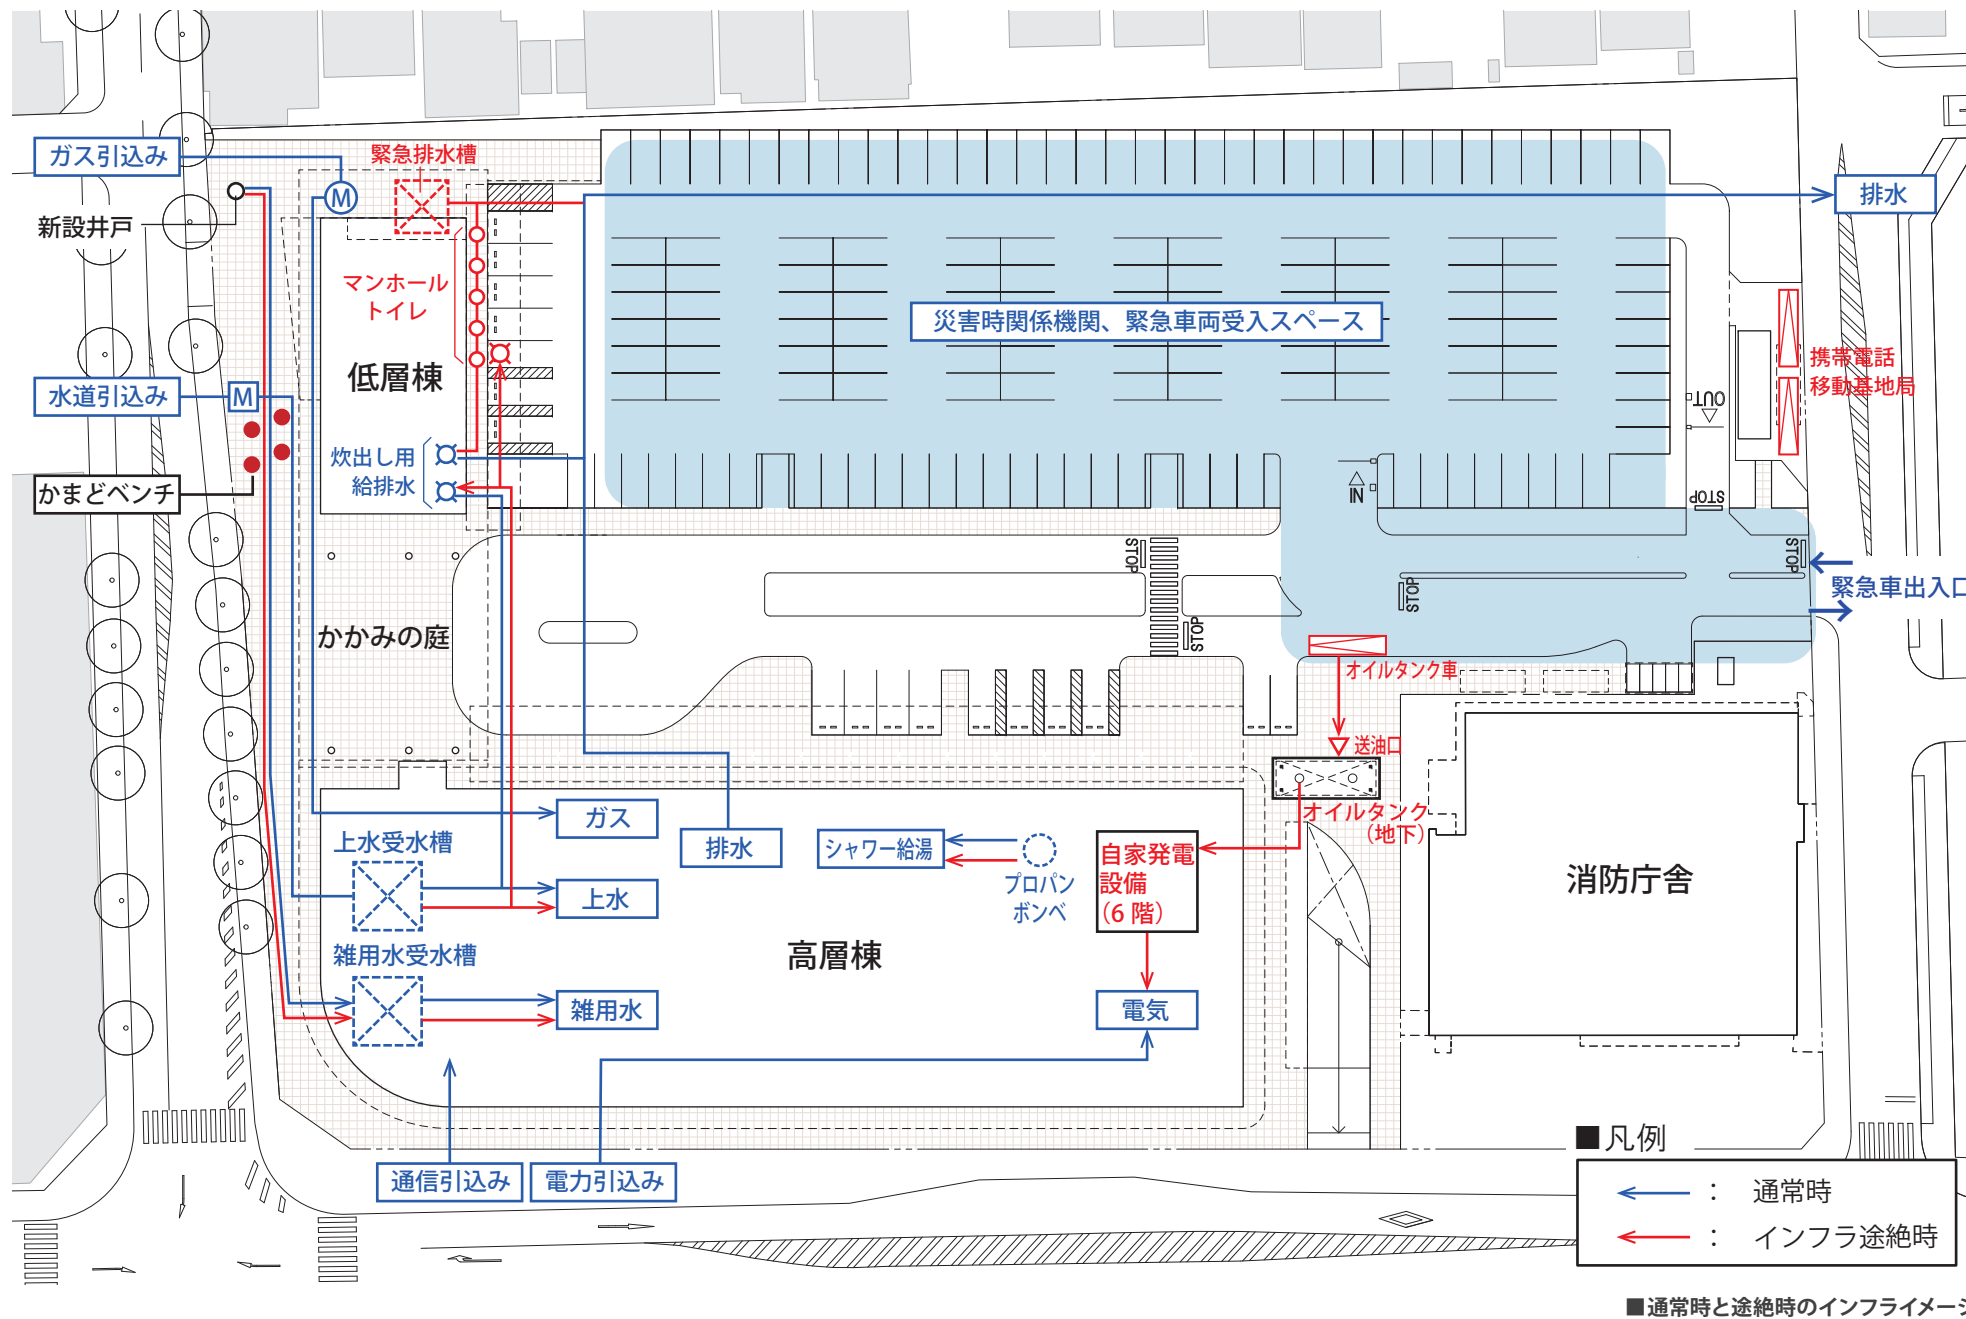 ガス引込み
緊急排水槽
M
排水
新設井戸
マンホール
トイレ
災害時関係機関、緊急車両受入スペース
低層棟
携帯電話
移動基地局
水道引込み
M
OUT
炊出し用
給排水
かまどベンチ
IN
STOP
STOP
STOP
STOP
STOP
緊急車出入口
かかみの庭
オイルタンク車
送油口
オイルタンク
（地下）
ガス
排水
シャワー給湯
プロパン
ボンベ
自家発電
設備
（6 階）
消防庁舎
上水受水槽
上水
高層棟
雑用水受水槽
雑用水
電気
通信引込み
電力引込み
■凡例
： 通常時
： インフラ途絶時
■通常時と途絶時のインフライメージ